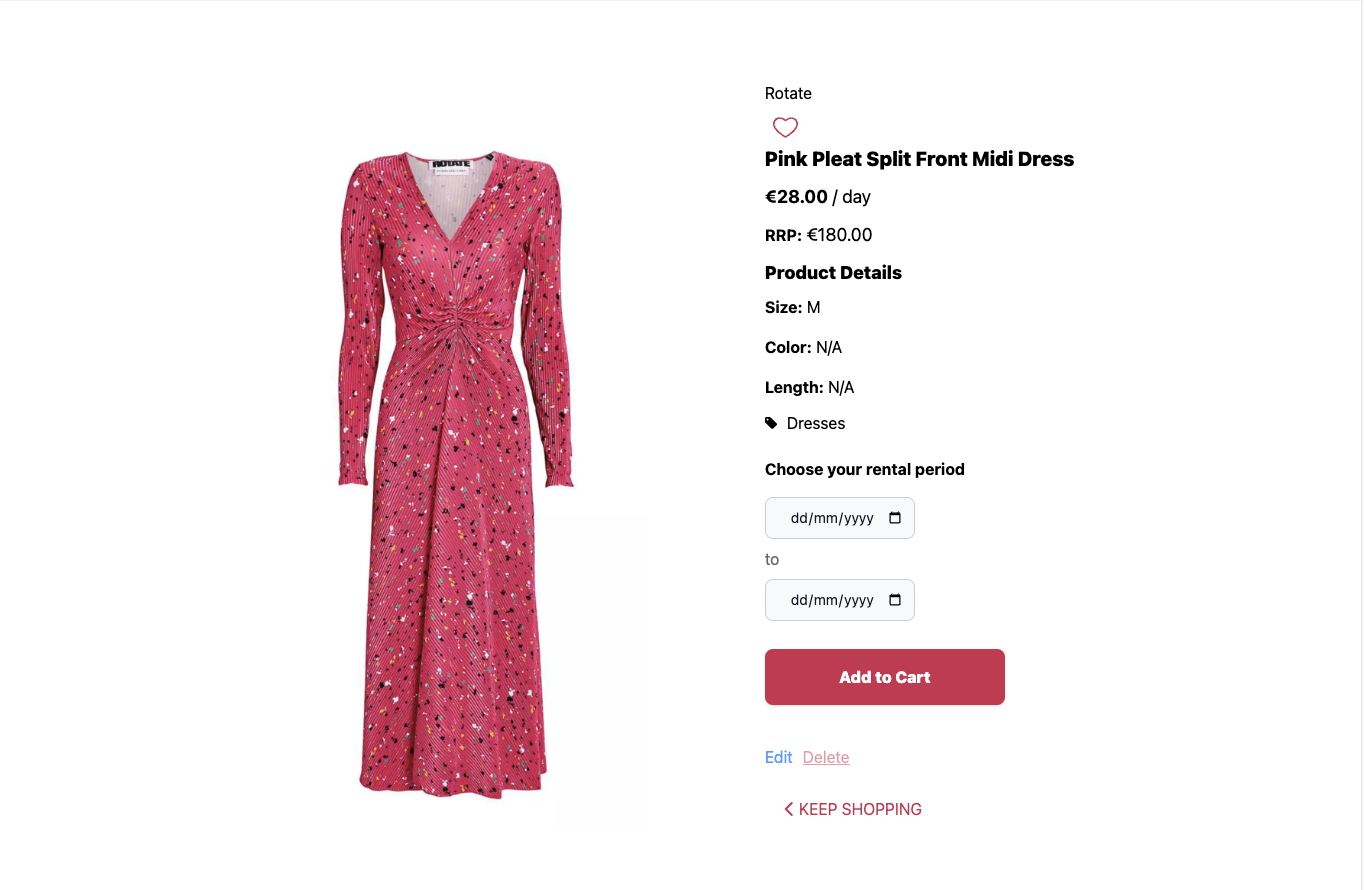 Rotate
ROTATE
Pink Pleat Split Front Midi Dress
€28.00 / day
RRP: €180.00
Product Details
Size: M
Color: N/A
Length: N/A
Dresses
Choose your rental period
dd/mm/yyyy
to
dd/mm/yyyy
Add to Cart
Edit Delete
KEEP SHOPPING